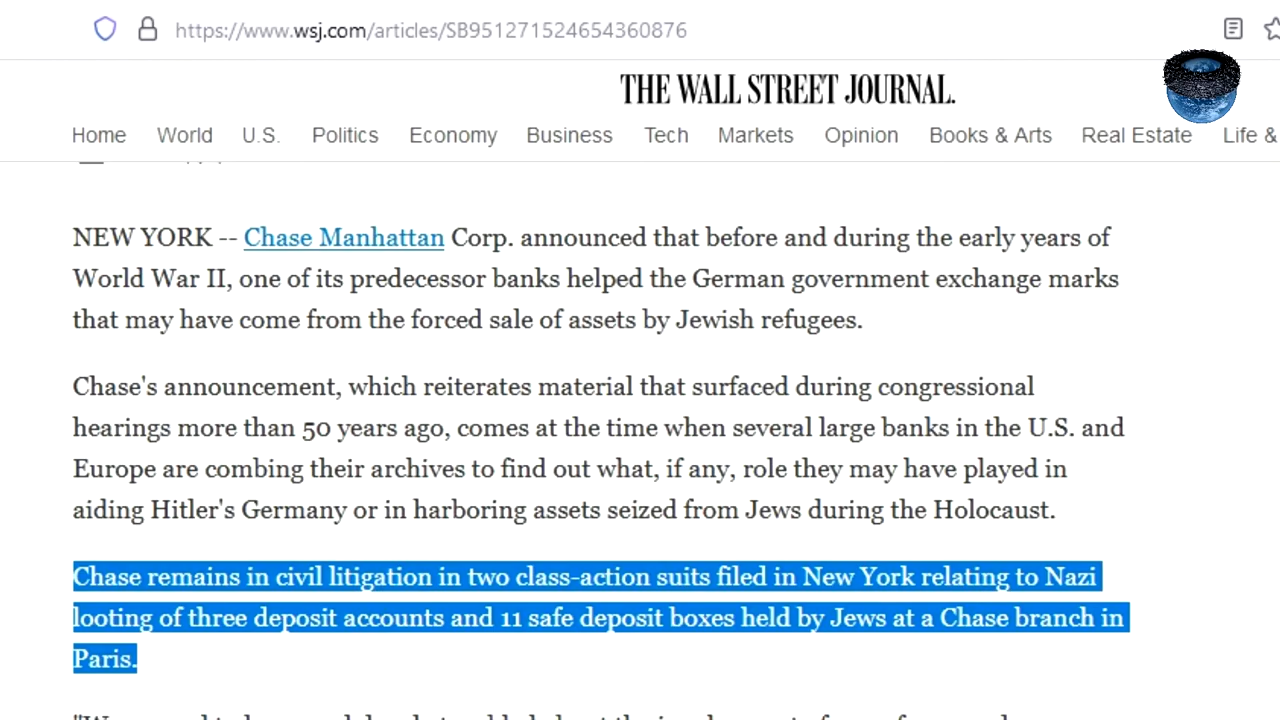 https://www.wsj.com/articles/SB951271524654360876
THE WALL STREET JOURNAL.
Home World U.S. Politics Economy Business Tech Markets Opinion Books & Arts Real Estate Life &
NEW YORK -- Chase Manhattan Corp. announced that before and during the early years of
World War II, one of its predecessor banks helped the German government exchange marks
that may have come from the forced sale of assets by Jewish refugees.
Chase's announcement, which reiterates material that surfaced during congressional
hearings more than 50 years ago, comes at the time when several large banks in the U.S. and
Europe are combing their archives to find out what, if any, role they may have played in
aiding Hitler's Germany or in harboring assets seized from Jews during the Holocaust.
Chase remains in civil litigation in two class-action suits filed in New York relating to Nazi
looting of three deposit accounts and 11 safe deposit boxes held by Jews at a Chase branch in
Paris.